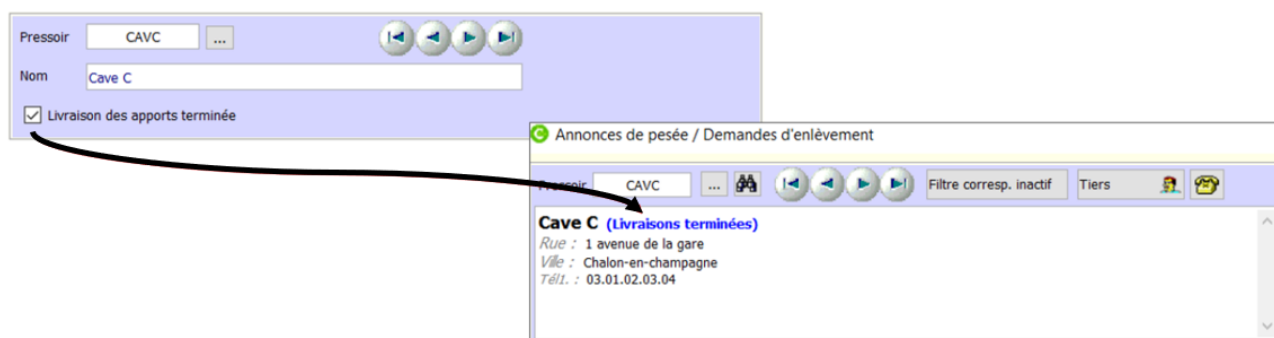 Pressoir CAVC ...
Nom Cave C
Livraison des apports terminée
Annonces de pesée / Demandes d'enlèvement
Pressoir CAVC ... Filtre corresp. inactif Tiers
Cave C (Livraisons terminées)
Rue : 1 avenue de la gare
Ville : Chalon-en-champagne
Tél1. : 03.01.02.03.04